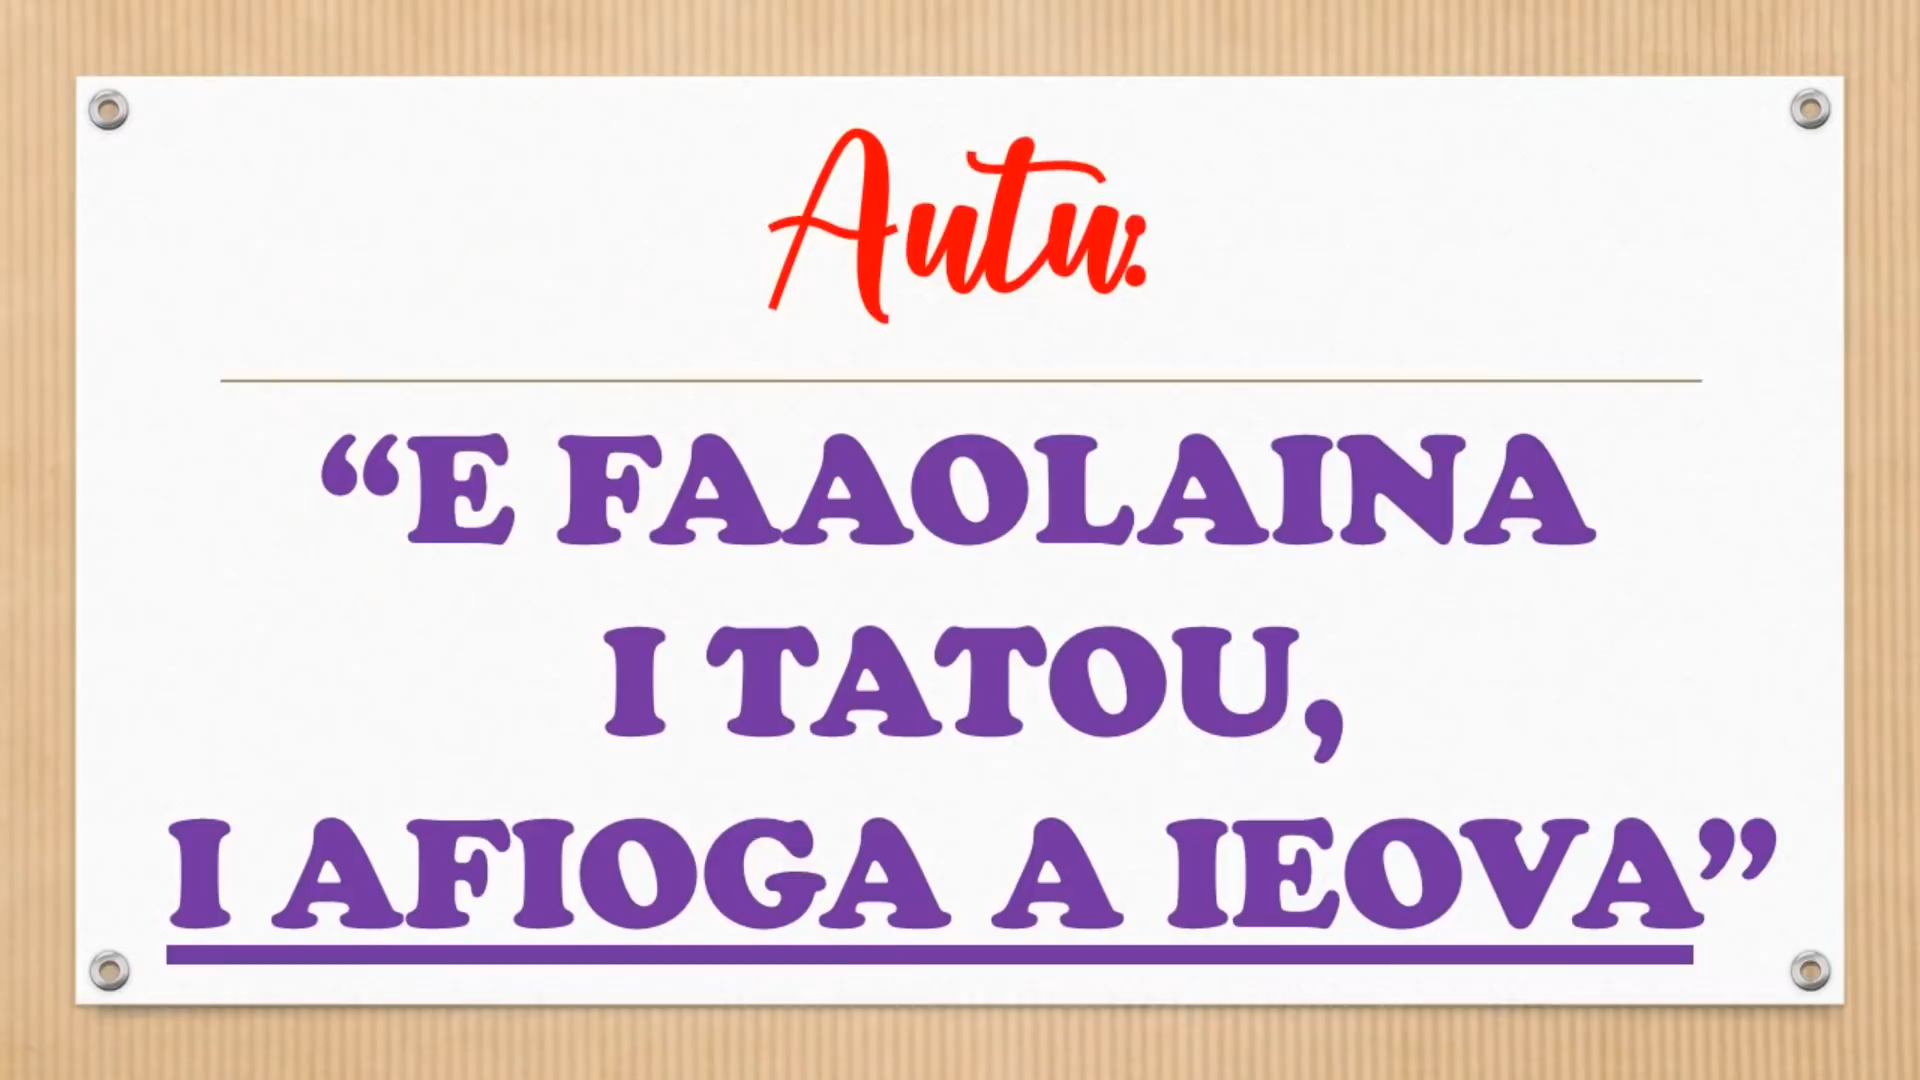 Autu:
“E FAAOLAINA
I TATOU,
I AFIOGA A IEOVA”